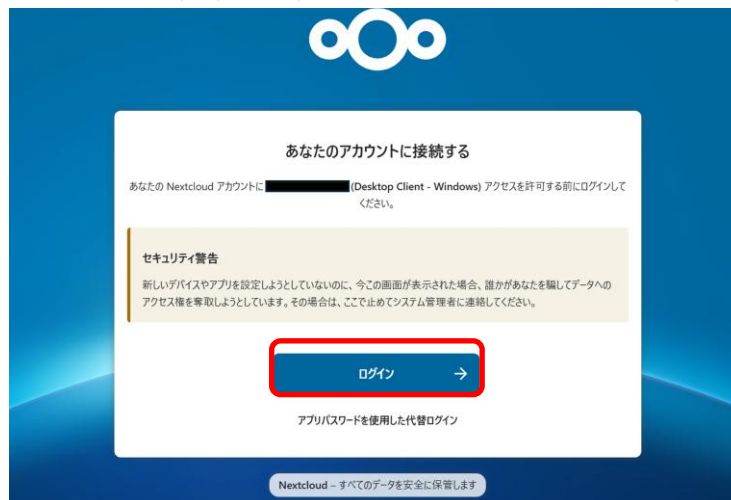 あなたのアカウントに接続する
あなたの Nextcloud アカウントに (Desktop Client - Windows) アクセスを許可する前にログインして
ください。
セキュリティ警告
新しいデバイスやアプリを設定しようとしていないのに、今この画面が表示された場合、誰かがあなたを騙してデータへの
アクセス権を奪取しようとしています。その場合は、ここで止めてシステム管理者に連絡してください。
ログイン →
アプリパスワードを使用した代替ログイン
Nextcloud – すべてのデータを安全に保管します